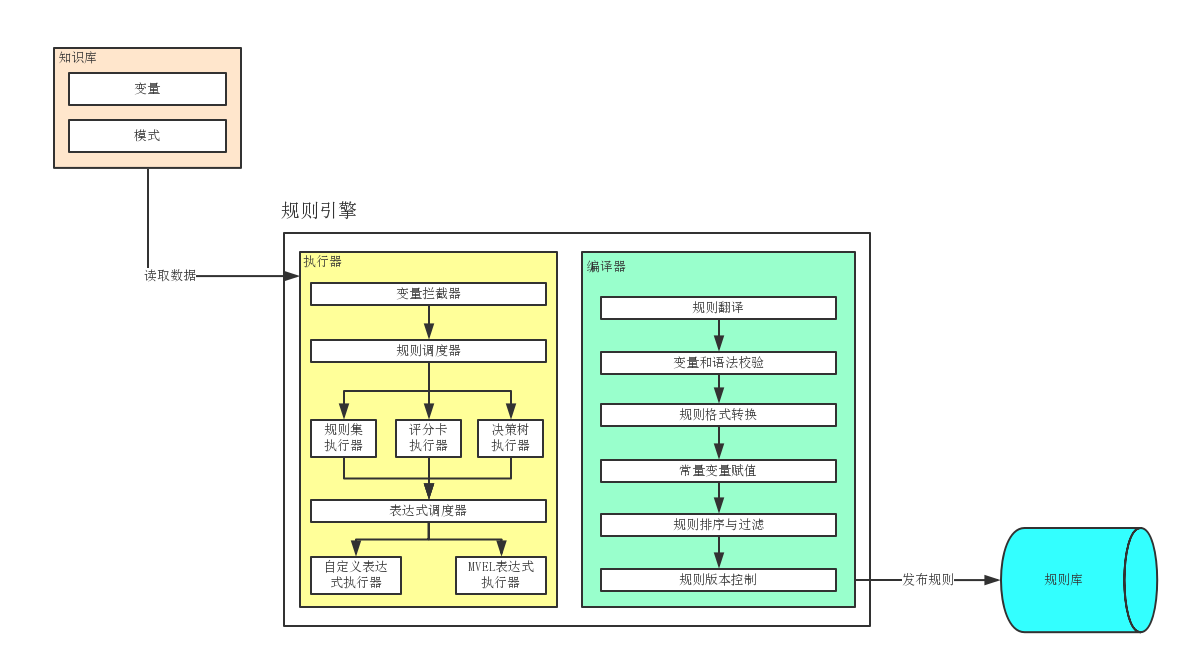 知识库
变量
模式
规则引擎
读取数据
执行器
变量拦截器
规则调度器
规则集
执行器
评分卡
执行器
决策树
执行器
表达式调度器
自定义表达
式执行器
MVEL表达式
执行器
编译器
规则翻译
变量和语法校验
规则格式转换
常量变量赋值
规则排序与过滤
规则版本控制
发布规则
规则库